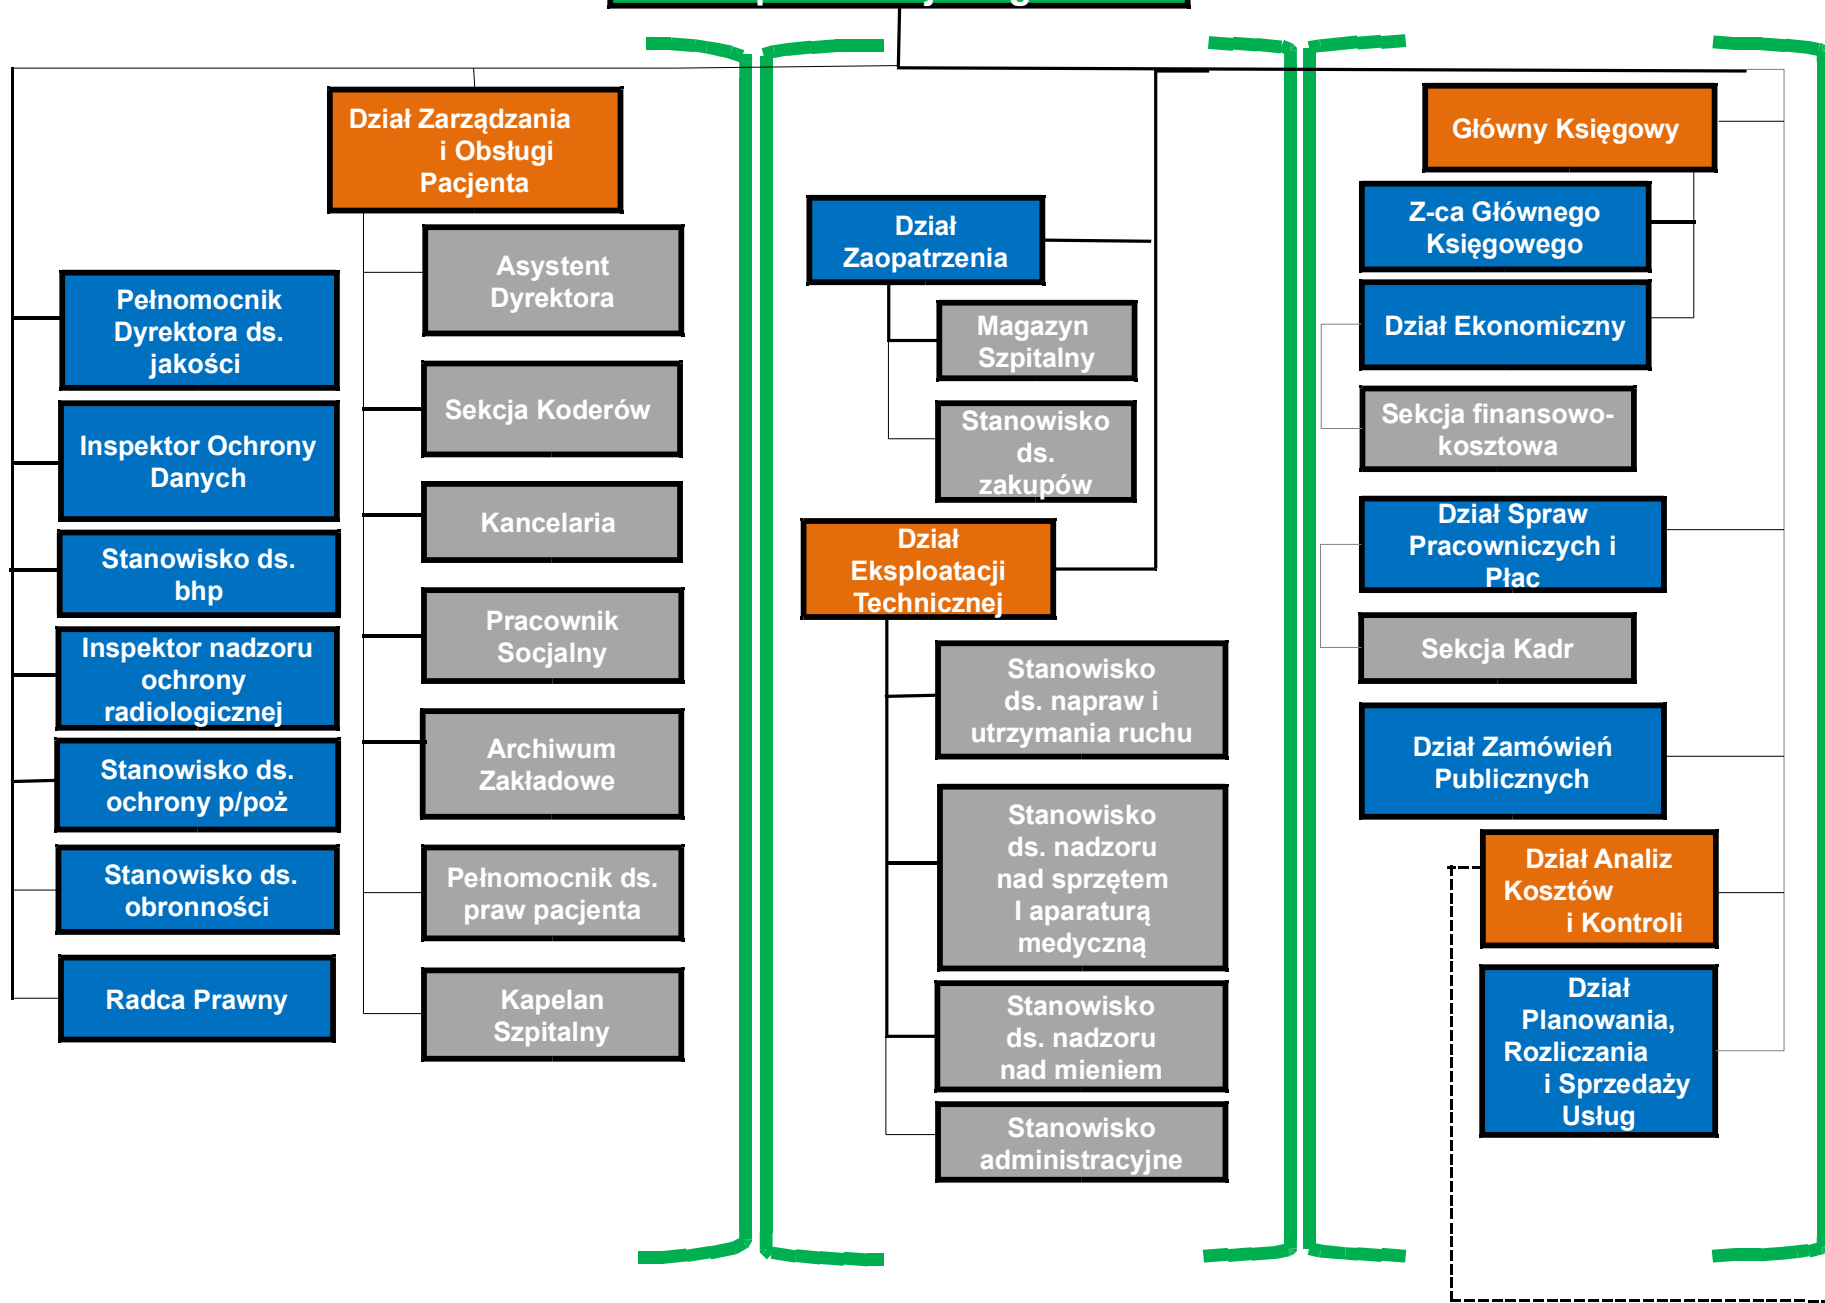 Dział Zarządzania
i Obsługi
Pacjenta
Asystent
Dyrektora
Pełnomocnik
Dyrektora ds.
jakości
Sekcja Koderów
Inspektor Ochrony
Danych
Kancelaria
Stanowisko ds.
bhp
Pracownik
Socjalny
Inspektor nadzoru
ochrony
radiologicznej
Archiwum
Zakładowe
Stanowisko ds.
ochrony p/poż
Pełnomocnik ds.
praw pacjenta
Stanowisko ds.
obronności
Kapelan
Szpitalny
Radca Prawny
Dział
Zaopatrzenia
Magazyn
Szpitalny
Stanowisko
ds.
zakupów
Dział
Eksploatacji
Technicznej
Stanowisko
ds. napraw i
utrzymania ruchu
Stanowisko
ds. nadzoru
nad sprzętem
I aparaturą
medyczną
Stanowisko
ds. nadzoru
nad mieniem
Stanowisko
administracyjne
Główny Księgowy
Z-ca Głównego
Księgowego
Dział Ekonomiczny
Sekcja finansowo-
kosztowa
Dział Spraw
Pracowniczych i
Płac
Sekcja Kadr
Dział Zamówień
Publicznych
Dział Analiz
Kosztów
i Kontroli
Dział
Planowania,
Rozliczania
i Sprzedaży
Usług